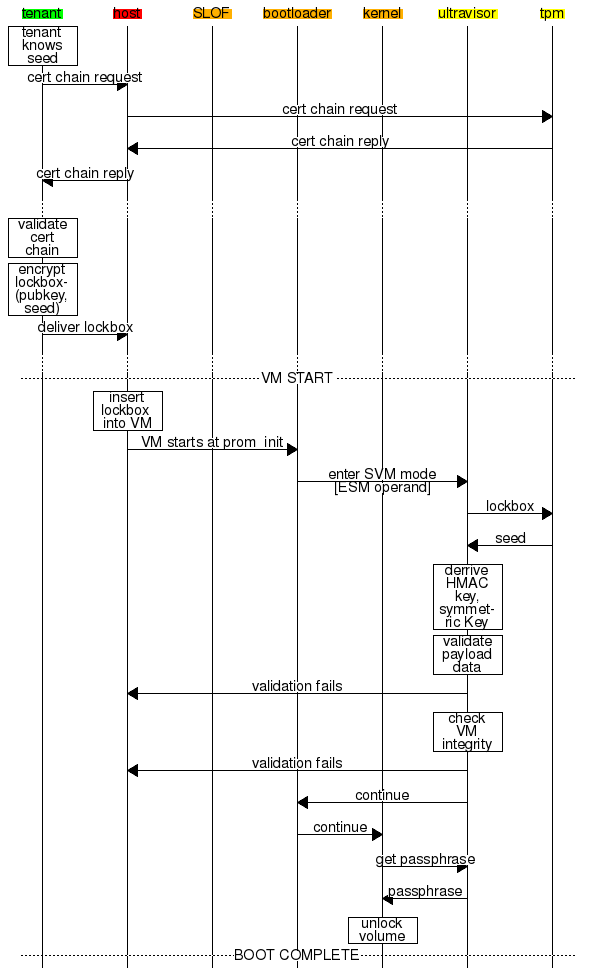 tenant host SLOF bootloader kernel ultravisor tpm
tenant
knows
seed
cert chain request
cert chain request
cert chain reply
cert chain reply
validate
cert
chain
encrypt
lockbox-
(pubkey,
seed)
deliver lockbox
VM START
insert
lockbox
into VM
VM starts at prom init
enter SVM mode
[ESM operand]
lockbox
seed
derrive
HMAC
key,
symmet-
ric Key
validate
payload
data
validation fails
check
VM
integrity
validation fails
continue
continue
get passphrase
passphrase
unlock
volume
BOOT COMPLETE